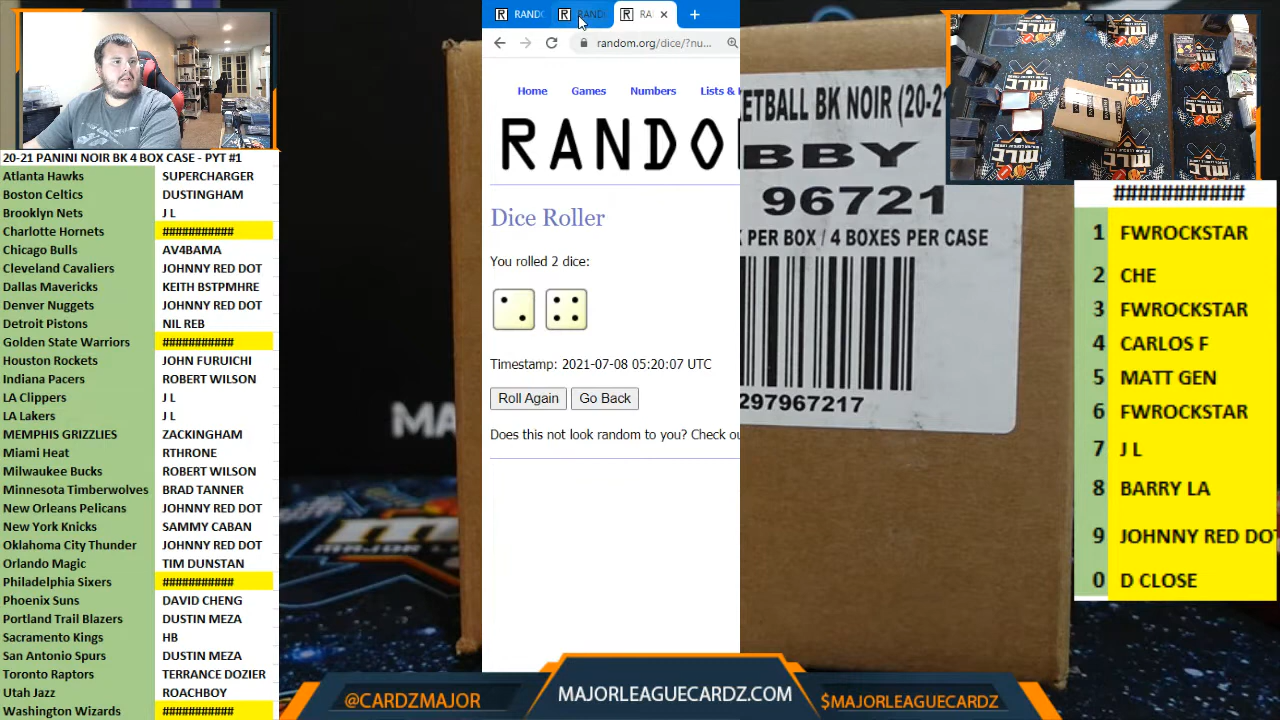 20-21 PANINI NOIR BK 4 BOX CASE - PYT #1
Atlanta Hawks SUPERCHARGER
Boston Celtics DUSTINGHAM
Brooklyn Nets J L
Charlotte Hornets ###########
Chicago Bulls AV4BAMA
Cleveland Cavaliers JOHNNY RED DOT
Dallas Mavericks KEITH BSTPMHRE
Denver Nuggets JOHNNY RED DOT
Detroit Pistons NIL REB
Golden State Warriors ###########
Houston Rockets JOHN FURUICHI
Indiana Pacers ROBERT WILSON
LA Clippers J L
LA Lakers J L
MEMPHIS GRIZZLIES ZACKINGHAM
Miami Heat RTHRONE
Milwaukee Bucks ROBERT WILSON
Minnesota Timberwolves BRAD TANNER
New Orleans Pelicans JOHNNY RED DOT
New York Knicks SAMMY CABAN
Oklahoma City Thunder JOHNNY RED DOT
Orlando Magic TIM DUNSTAN
Philadelphia Sixers ###########
Phoenix Suns DAVID CHENG
Portland Trail Blazers DUSTIN MEZA
Sacramento Kings HB
San Antonio Spurs DUSTIN MEZA
Toronto Raptors TERRANCE DOZIER
Utah Jazz ROACHBOY
Washington Wizards ###########
RANDO RAND RA
random.org/dice/?nu...
Home Games Numbers Lists &
RANDO
Dice Roller
You rolled 2 dice:
Timestamp: 2021-07-08 05:20:07 UTC
Roll Again Go Back
Does this not look random to you? Check ou
ETBALL BK NOIR (20-2
BBY
96721
PER BOX / 4 BOXES PER CASE
297967217
MA
###########
1 FWROCKSTAR
2 CHE
3 FWROCKSTAR
4 CARLOS F
5 MATT GEN
6 FWROCKSTAR
7 J L
8 BARRY LA
9 JOHNNY RED DOT
0 D CLOSE
@CARDZMAJOR
MAJORLEAGUECARDZ.COM
$MAJORLEAGUECARDZ